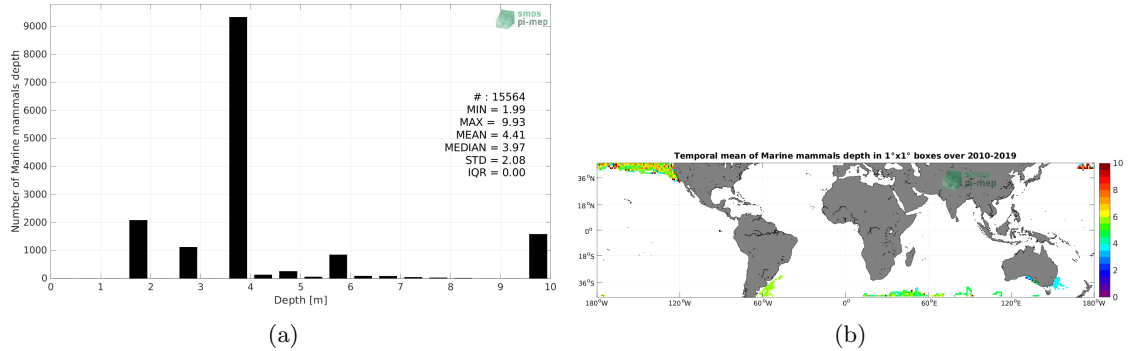 smos
pi-mep
Number of Marine mammals depth
9000
8000
7000
6000
5000
4000
3000
2000
1000
0
# : 15564
MIN = 1.99
MAX = 9.93
MEAN = 4.41
MEDIAN = 3.97
STD = 2.08
IQR = 0.00
0 1 2 3 4 5 6 7 8 9 10
Depth [m]
(a)
Temporal mean of Marine mammals depth in 1°x1° boxes over 2010-2019
smos
pi-mep
36°N
18°N
0°
18°S
36°S
180°W 120°W 60°W 0° 60°E 120°E 180°W
10
8
6
4
2
0
(b)